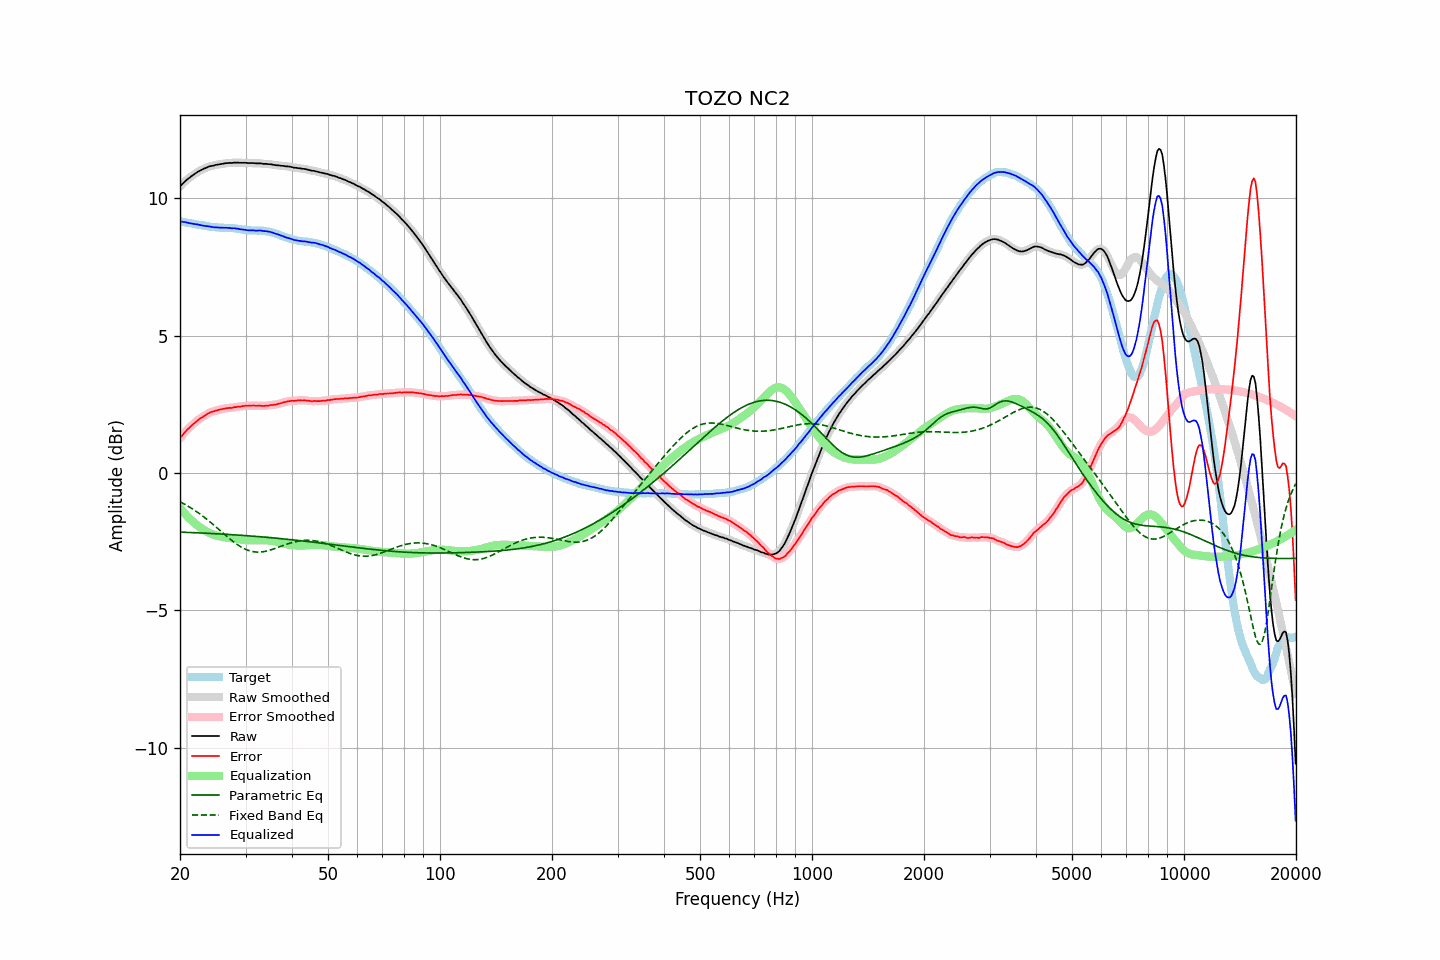 TOZO NC2
Amplitude (dBr)
10
5
0
−5
−10
Target
Raw Smoothed
Error Smoothed
Raw
Error
Equalization
Parametric Eq
Fixed Band Eq
Equalized
20 50 100 200 500 1000 2000 5000 10000 20000
Frequency (Hz)